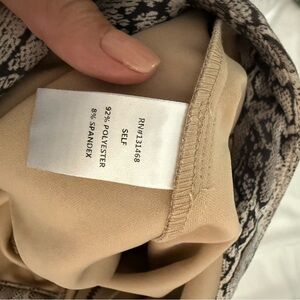 RN#131468
SELF
92% POLYESTER
8% SPANDEX